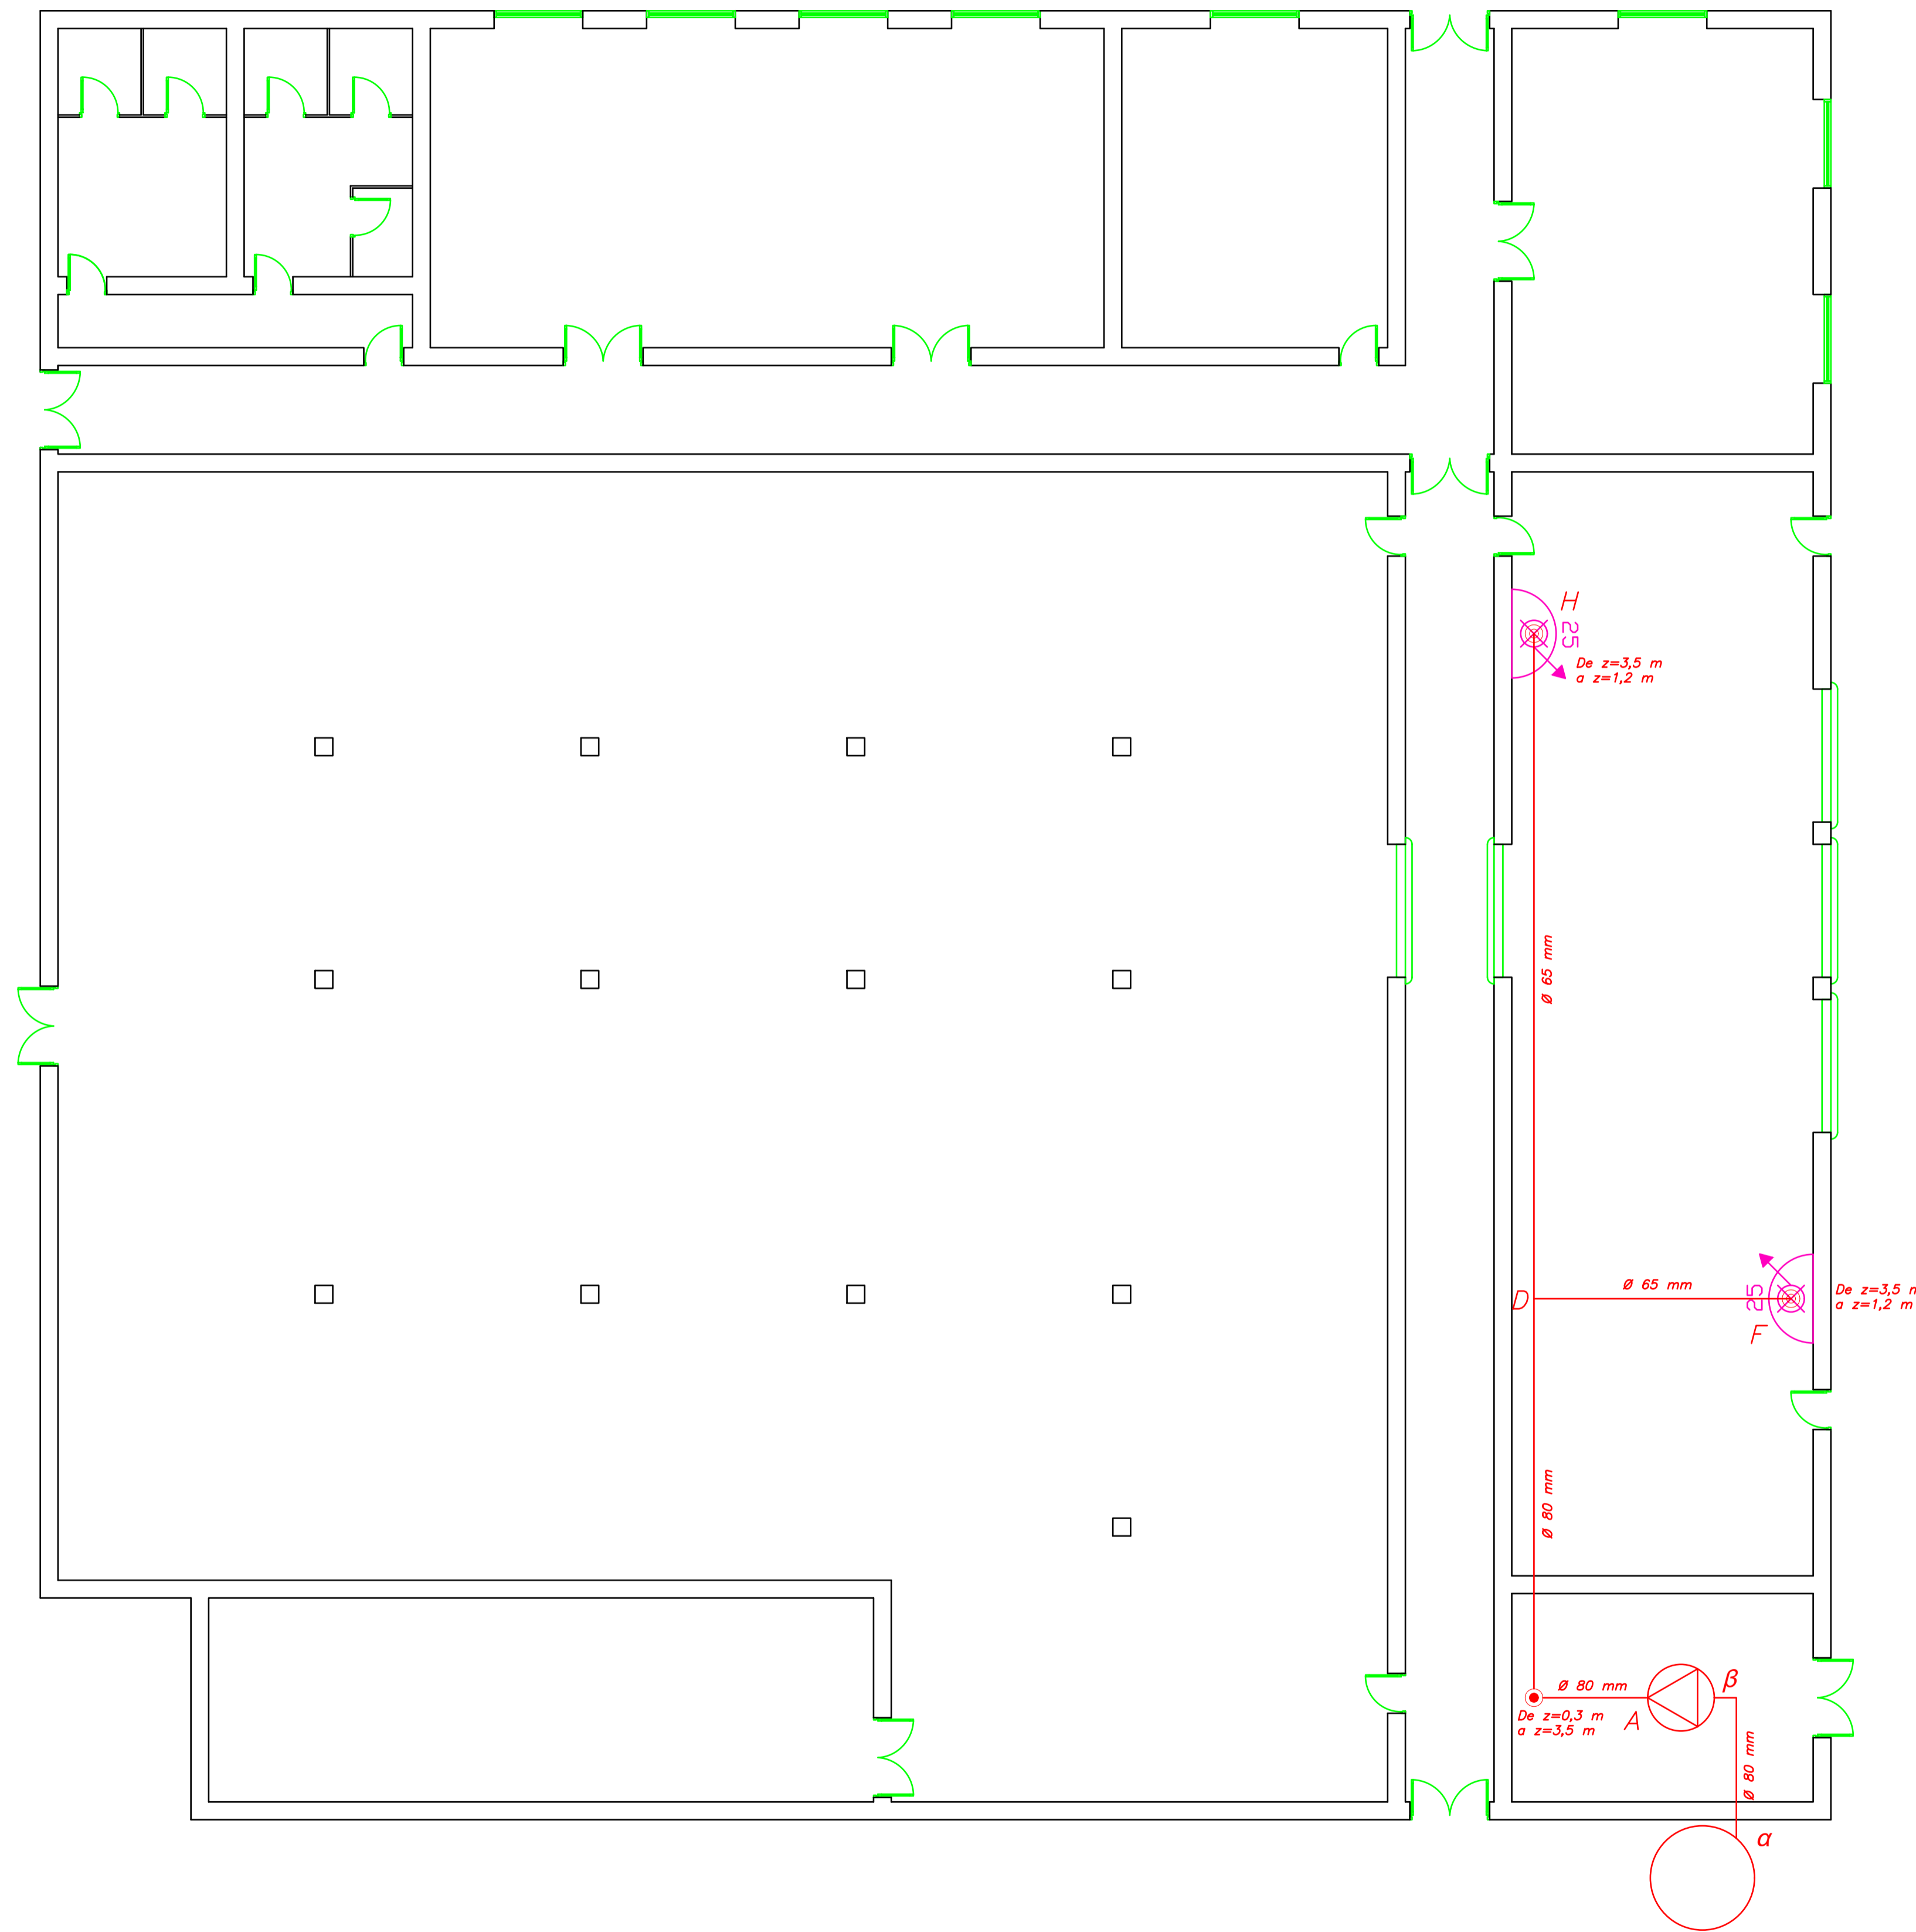 H
25
De z=3,5 m
a z=1,2 m
Ø 65 mm
Ø 65 mm
D
25
De z=3,5 m
a z=1,2 m
F
Ø 80 mm
β
Ø 80 mm
De z=0,3 m
a z=3,5 m
A
Ø 80 mm
α